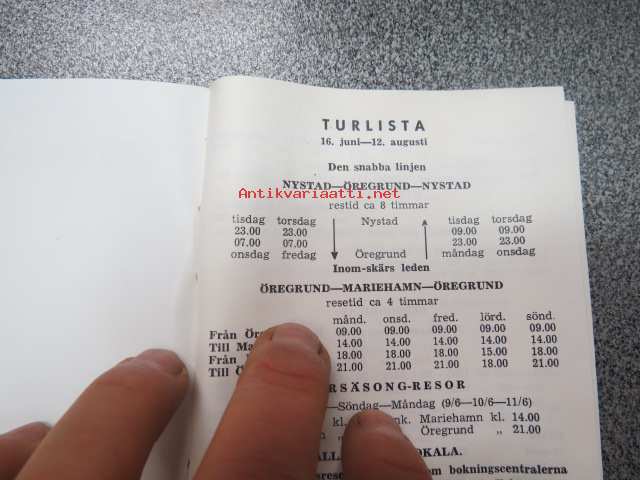 TURLISTA
16. juni—12. augusti
Den snabba linjen
NYSTAD—ÖREGRUND—NYSTAD
Antikvariaatti.net
restid ca 8 timmar
tisdag torsdag Nystad tisdag torsdag
23.00 23.00 09.00 09.00
07.00 07.00 23.00 23.00
onsdag fredag Öregrund måndag onsdag
Inom-skärs leden
ÖREGRUND—MARIEHAMN—ÖREGRUND
resetid ca 4 timmar
månd. onsd. fred. lörd. sönd.
Från 09.00 09.00 09.00 09.00 09.00
Till 14.00 14.00 14.00 14.00 14.00
Från 18.00 18.00 18.00 15.00 18.00
Till 21.00 21.00 21.00 18.00 21.00
RSÄSONG-RESOR
—Söndag—Måndag (9/6—10/6—11/6)
kl. ank. Mariehamn kl. 14.00
„ Öregrund „ 21.00
OKALA.
om bokningscentralerna